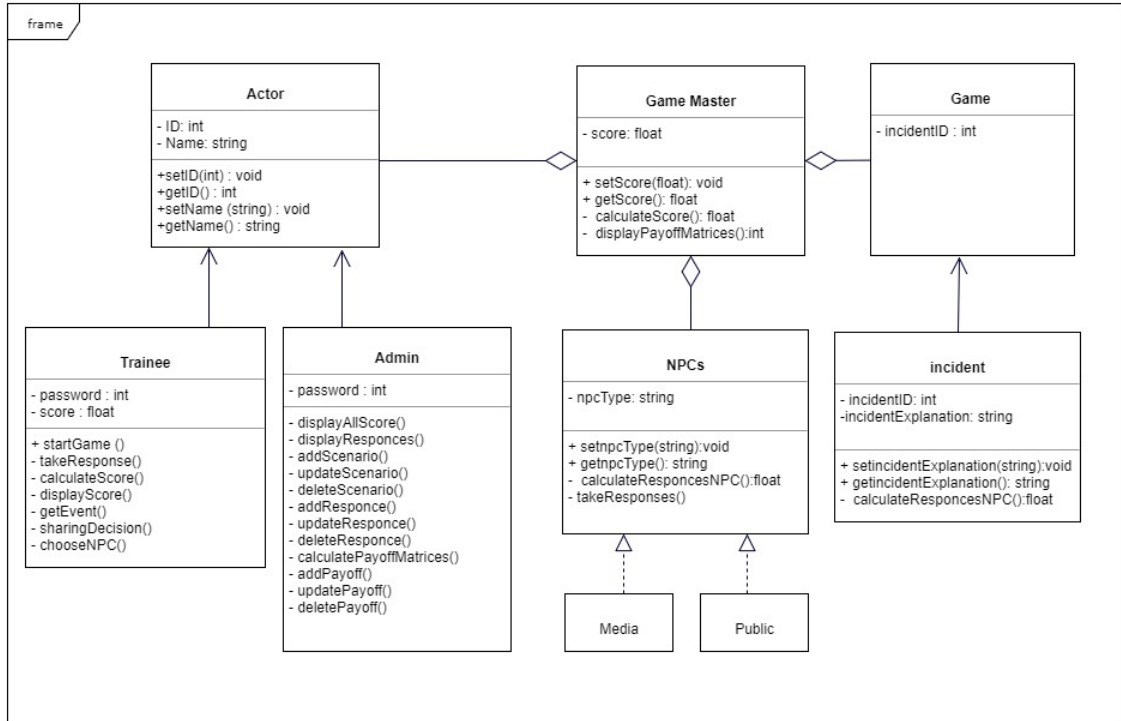 frame
Actor
- ID: int
- Name: string
+setID(int) : void
+getID() : int
+setName (string) : void
+getName() : string
Game Master
- score: float
+ setScore(float): void
+ getScore(): float
- calculateScore(): float
- displayPayoffMatrices():int
Game
- incidentID : int
Trainee
- password : int
- score : float
+ startGame ()
- takeResponse()
- calculateScore()
- displayScore()
- getEvent()
- sharingDecision()
- chooseNPC()
Admin
- password : int
- displayAllScore()
- displayResponces()
- addScenario()
- updateScenario()
- deleteScenario()
- addResponce()
- updateResponce()
- deleteResponce()
- calculatePayoffMatrices()
- addPayoff()
- updatePayoff()
- deletePayoff()
NPCs
- npcType: string
+ setnpcType(string):void
+ getnpcType(): string
- calculateResponcesNPC():float
- takeResponses()
incident
- incidentID: int
-incidentExplanation: string
+ setincidentExplanation(string):void
+ getincidentExplanation(): string
- calculateResponcesNPC():float
Media
Public